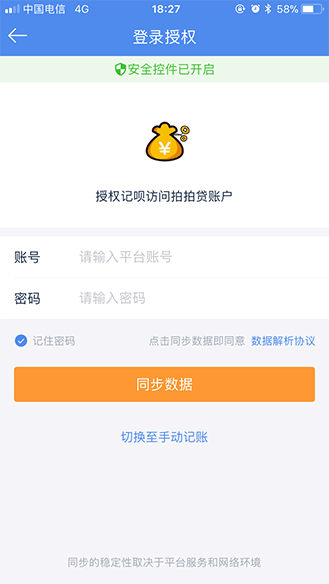 中国电信 4G 18:27 58%
登录授权
安全控件已开启
¥
授权记呗访问拍拍贷账户
账号 请输入平台账号
密码 请输入密码
记住密码 点击同步数据即同意 数据解析协议
同步数据
切换至手动记账
同步的稳定性取决于平台服务和网络环境